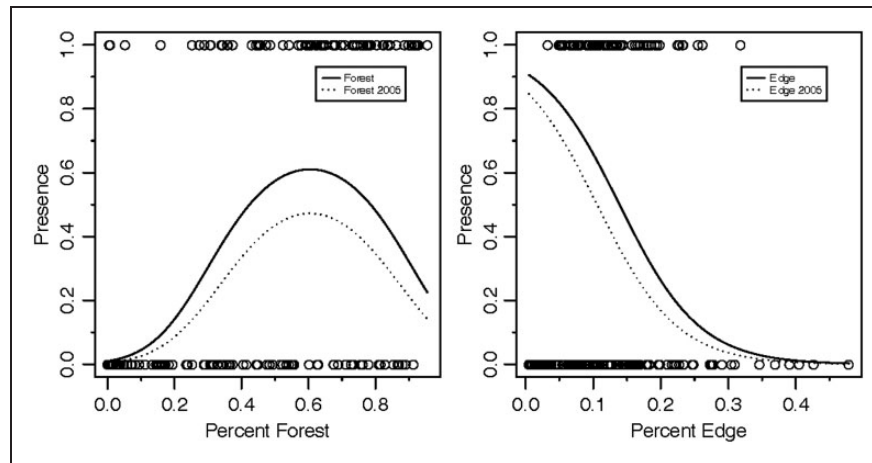 1.0
0.8
0.6
0.4
0.2
0.0
Presence
Forest
Forest 2005
0.0 0.2 0.4 0.6 0.8
Percent Forest
1.0
0.8
0.6
0.4
0.2
0.0
Presence
Edge
Edge 2005
0.0 0.1 0.2 0.3 0.4
Percent Edge